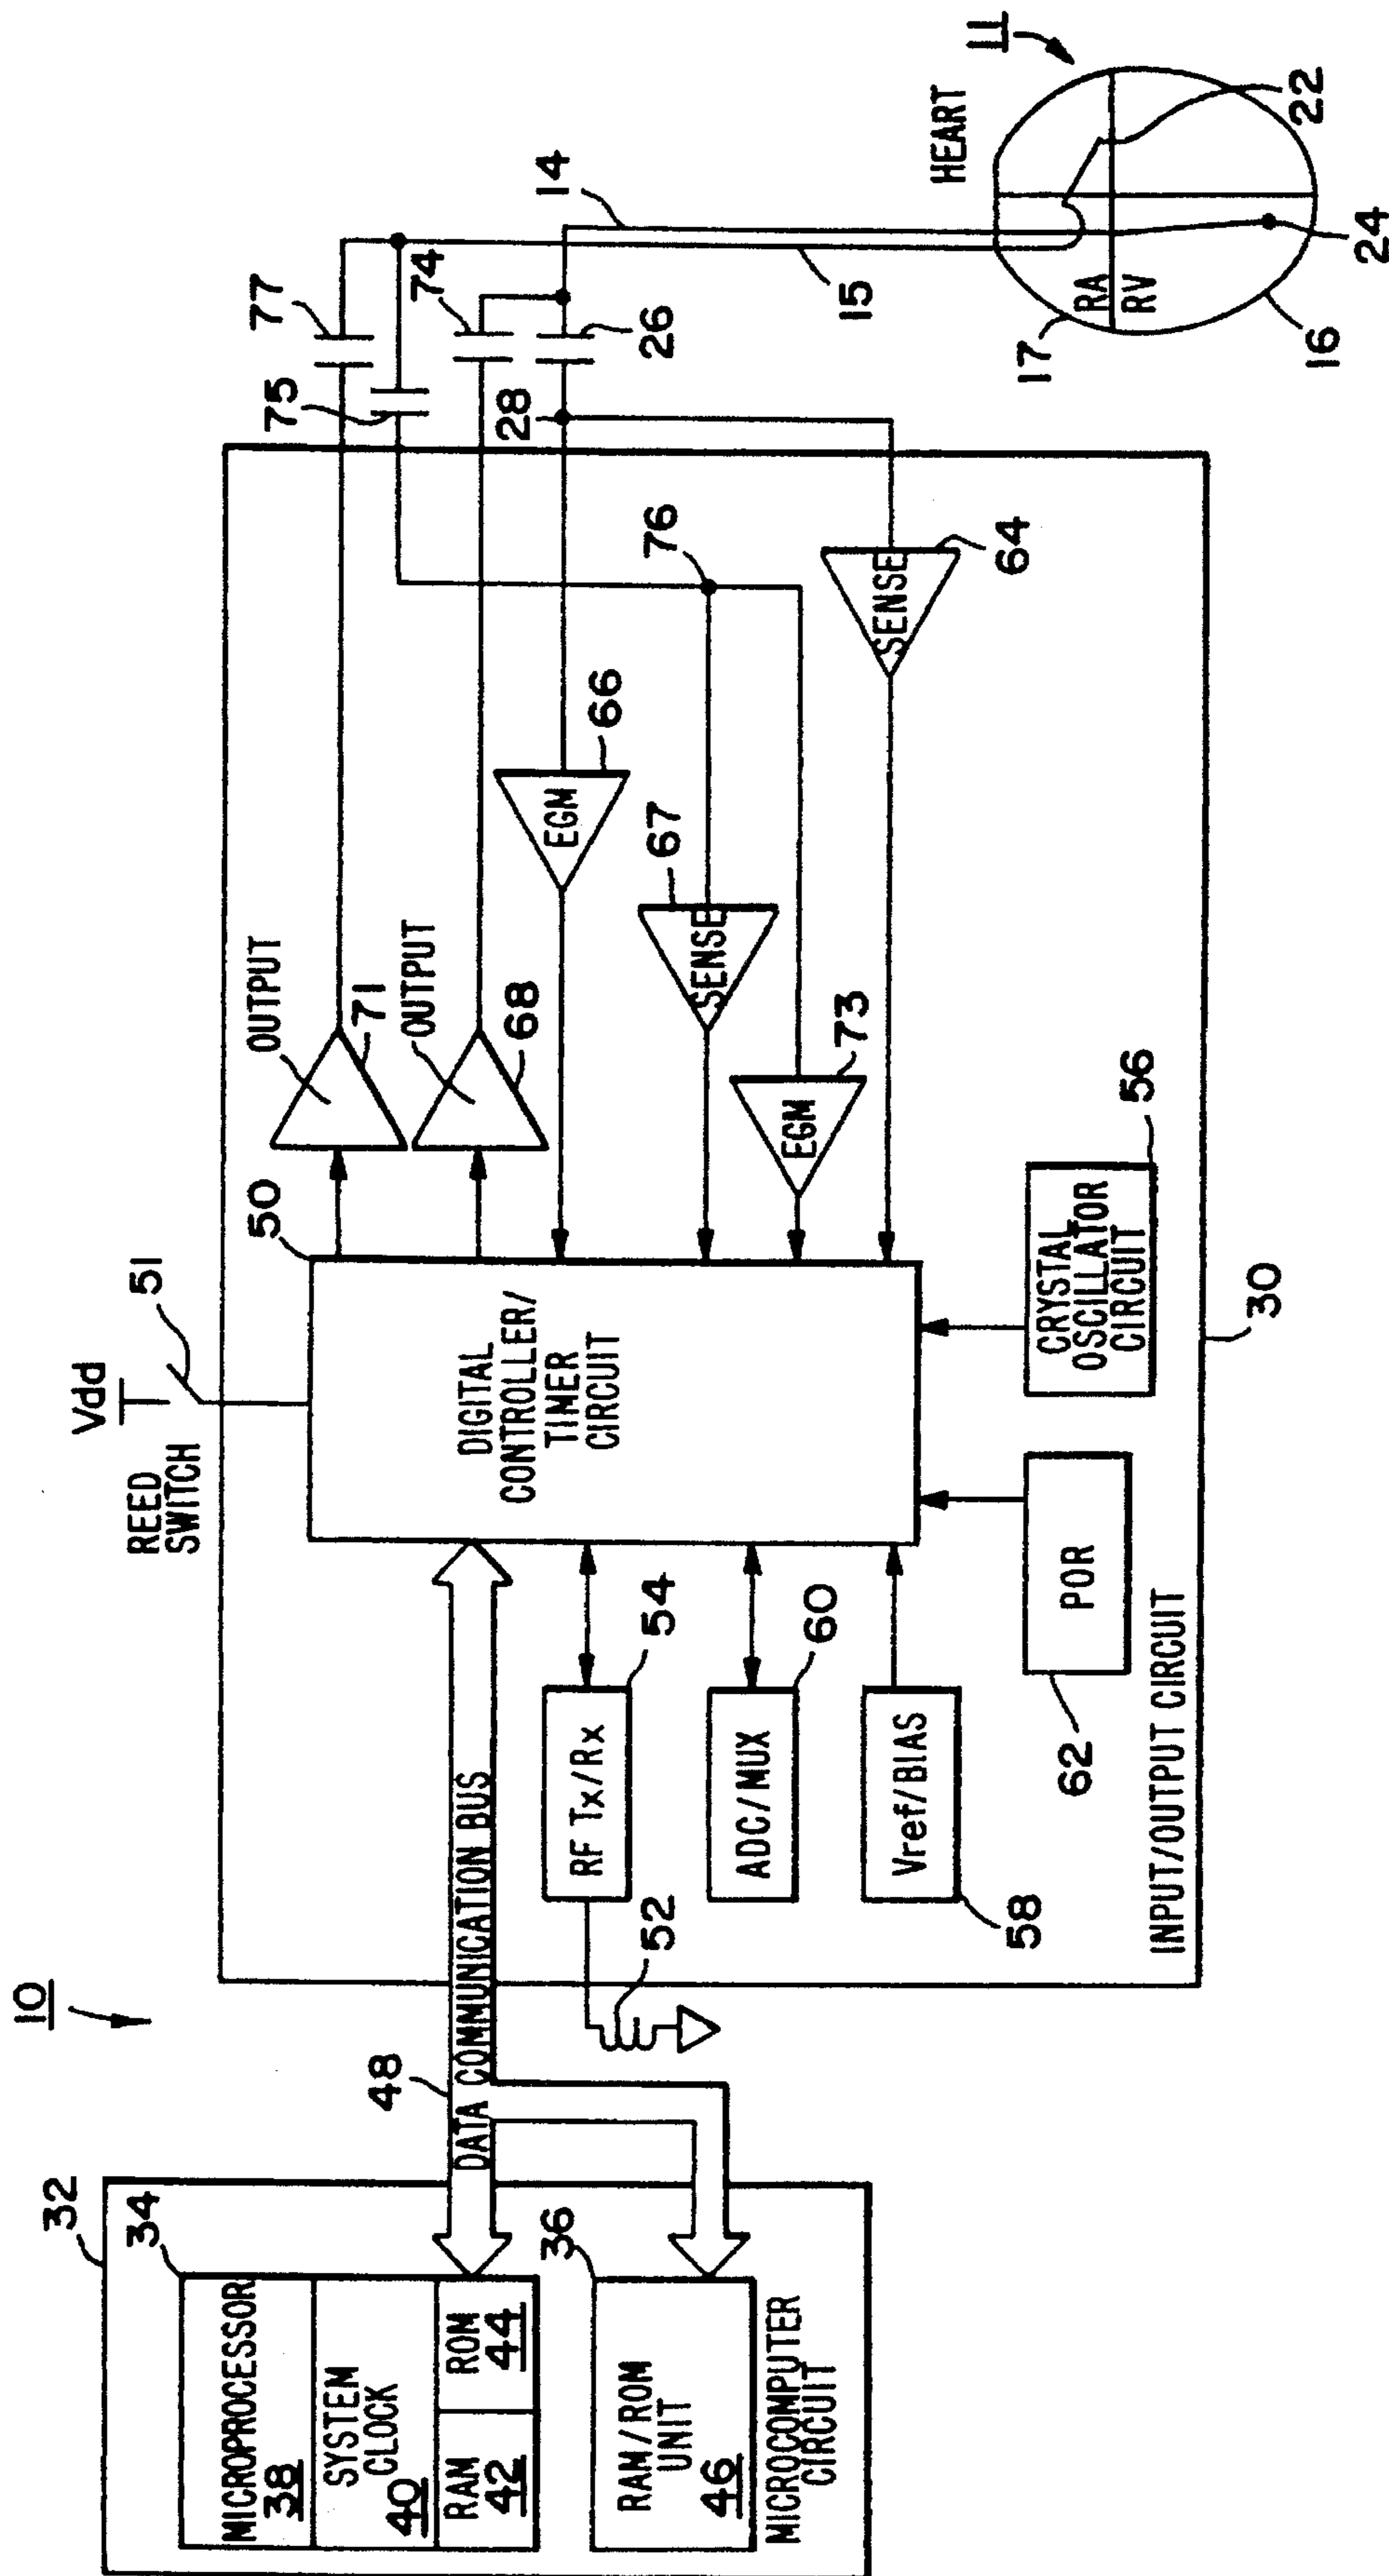 10
32
34
MICROPROCESSOR
38
SYSTEM
CLOCK
40
RAM
42
ROM
44
36
RAM/ROM
UNIT
46
MICROCOMPUTER
CIRCUIT
48
DATA COMMUNICATION BUS
52
RF Tx/Rx
54
ADC/MUX
60
Vref/BIAS
58
POR
62
INPUT/OUTPUT CIRCUIT
REED
SWITCH
Vdd
51
50
DIGITAL
CONTROLLER/
TIMER
CIRCUIT
CRYSTAL
OSCILLATOR
CIRCUIT
56
30
OUTPUT
71
OUTPUT
68
EGM
66
SENSE
67
EGM
73
SENSE
64
76
77
75
74
28
26
14
15
HEART
11
RA
RV
17
16
22
24